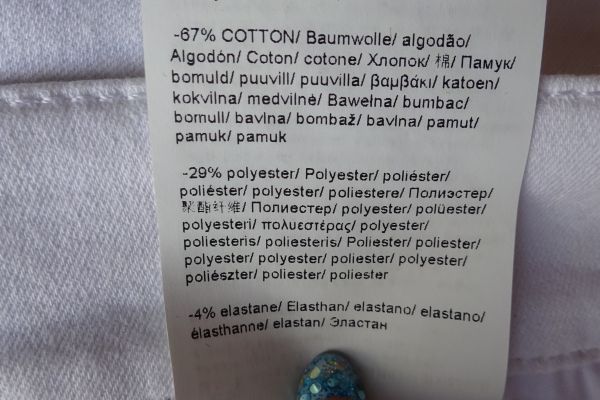 -67% COTTON/ Baumwolle/ algodão/
Algodón/ Coton/ cotone/ Хлопок/ 棉/ Памук/
bomuld/ puuvill/ puuvilla/ βαμβάκι/ katoen/
kokvilna/ medvilnė/ Bawełna/ bumbac/
bomull/ bavlna/ bombaž/ bavlna/ pamut/
pamuk/ pamuk
-29% polyester/ Polyester/ poliéster/
poliéster/ polyester/ poliestere/ Полиэстер/
聚酯纤维/ Полиестер/ polyester/ polüester/
polyesteri/ πολυεστέρας/ polyester/
poliesteris/ poliesteris/ Poliester/ poliester/
polyester/ polyester/ poliester/ polyester/
poliészter/ poliester/ poliester
-4% elastane/ Elasthan/ elastano/ elastano/
élasthanne/ elastan/ Эластан